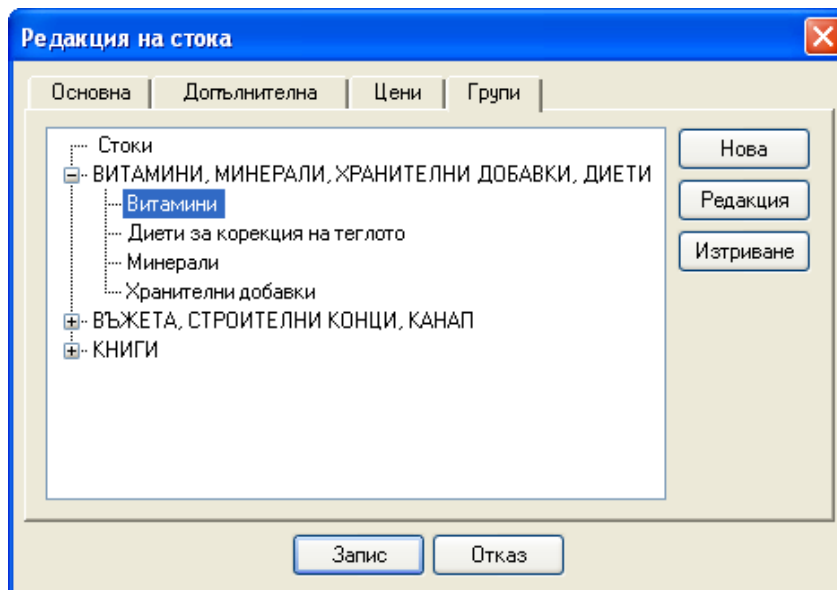 Редакция на стока
Основна Допълнителна Цени Групи
Стоки
ВИТАМИНИ, МИНЕРАЛИ, ХРАНИТЕЛНИ ДОБАВКИ, ДИЕТИ
Витамини
Диети за корекция на теглото
Минерали
Хранителни добавки
ВЪЖЕТА, СТРОИТЕЛНИ КОНЦИ, КАНАП
КНИГИ
Нова
Редакция
Изтриване
Запис Отказ